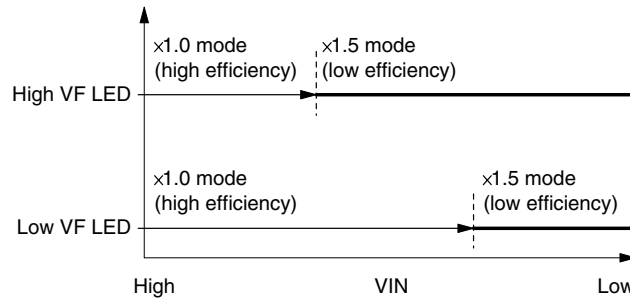 ×1.0 mode
(high efficiency)
×1.5 mode
(low efficiency)
High VF LED
×1.0 mode
(high efficiency)
×1.5 mode
(low efficiency)
Low VF LED
High
VIN
Low